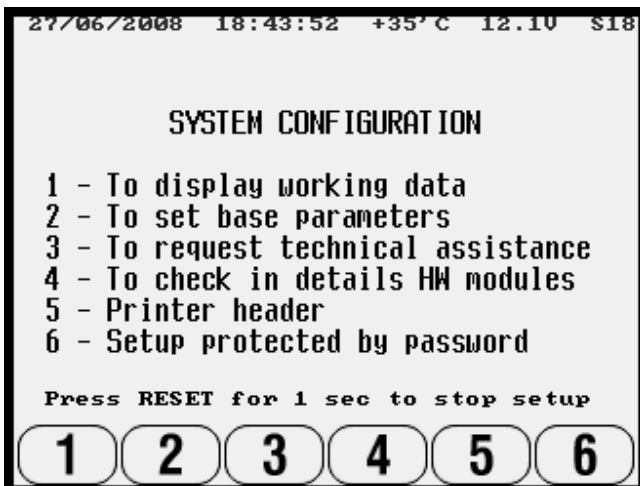 27/06/2008 18:43:52 +35'C 12.1V S18
SYSTEM CONFIGURATION
1 - To display working data
2 - To set base parameters
3 - To request technical assistance
4 - To check in details HW modules
5 - Printer header
6 - Setup protected by password
Press RESET for 1 sec to stop setup
1 2 3 4 5 6